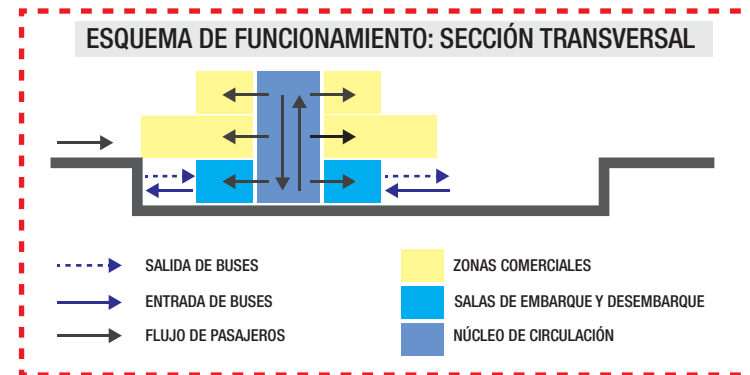 ESQUEMA DE FUNCIONAMIENTO: SECCIÓN TRANSVERSAL
SALIDA DE BUSES
ENTRADA DE BUSES
FLUJO DE PASAJEROS
ZONAS COMERCIALES
SALAS DE EMBARQUE Y DESEMBARQUE
NÚCLEO DE CIRCULACIÓN